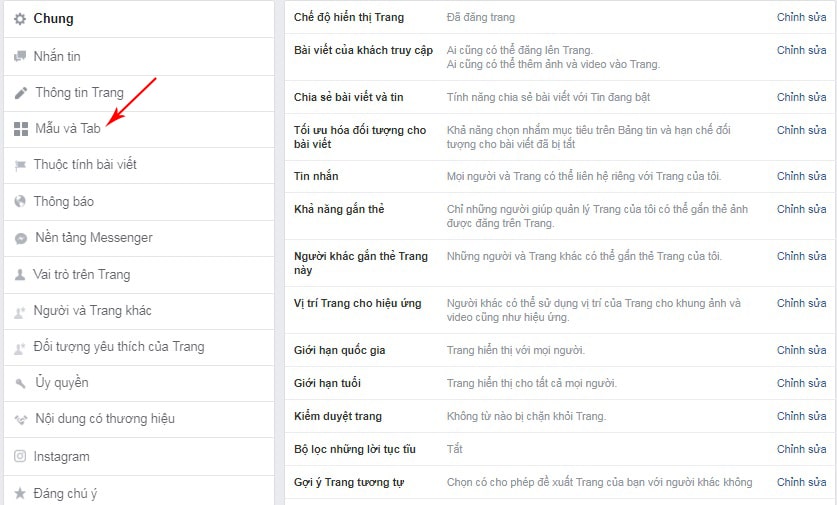 Chung
Nhắn tin
Thông tin Trang
Mẫu và Tab
Thuộc tính bài viết
Thông báo
Nền tảng Messenger
Vai trò trên Trang
Người và Trang khác
Đối tượng yêu thích của Trang
Ủy quyền
Nội dung có thương hiệu
Instagram
Đáng chú ý
Chế độ hiển thị Trang Đã đăng trang Chỉnh sửa
Bài viết của khách truy cập Ai cũng có thể đăng lên Trang. Chỉnh sửa
Ai cũng có thể thêm ảnh và video vào Trang.
Chia sẻ bài viết và tin Tính năng chia sẻ bài viết với Tin đang bật Chỉnh sửa
Tối ưu hóa đối tượng cho Khả năng chọn nhắm mục tiêu trên Bảng tin và hạn chế đối Chỉnh sửa
bài viết tượng cho bài viết đã bị tắt
Tin nhắn Mọi người và Trang có thể liên hệ riêng với Trang của tôi. Chỉnh sửa
Khả năng gắn thẻ Chỉ những người giúp quản lý Trang của tôi có thể gắn thẻ ảnh Chỉnh sửa
được đăng trên Trang.
Người khác gắn thẻ Trang Những người và Trang khác có thể gắn thẻ Trang của tôi. Chỉnh sửa
này
Vị trí Trang cho hiệu ứng Người khác có thể sử dụng vị trí của Trang cho khung ảnh và Chỉnh sửa
video cũng như hiệu ứng.
Giới hạn quốc gia Trang hiển thị với mọi người. Chỉnh sửa
Giới hạn tuổi Trang hiển thị cho tất cả mọi người. Chỉnh sửa
Kiểm duyệt trang Không từ nào bị chặn khỏi Trang. Chỉnh sửa
Bộ lọc những lời tục tĩu Tắt Chỉnh sửa
Gợi ý Trang tương tự Chọn có cho phép đề xuất Trang của bạn với người khác không Chỉnh sửa